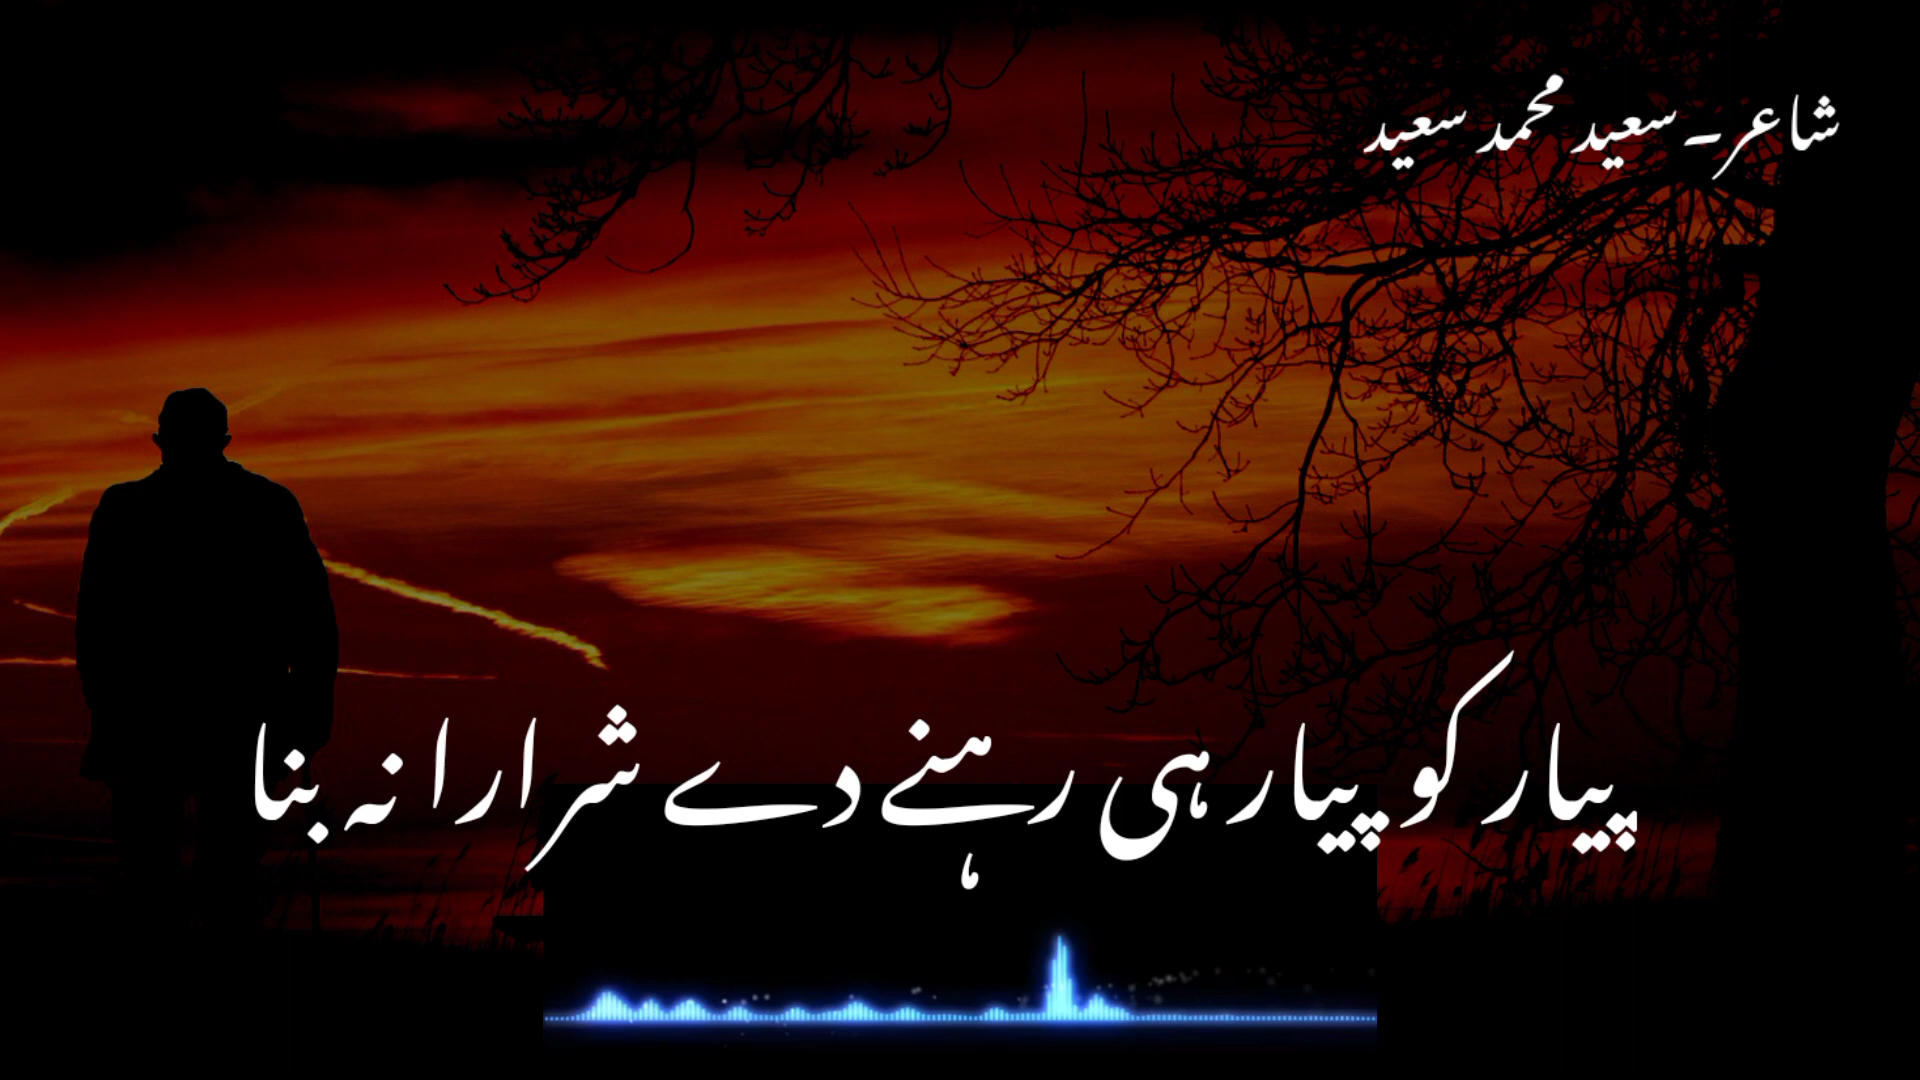 شاعر۔سعید محمد سعید
پیار کو پیار ہی رہنے دے شرارا نہ بنا